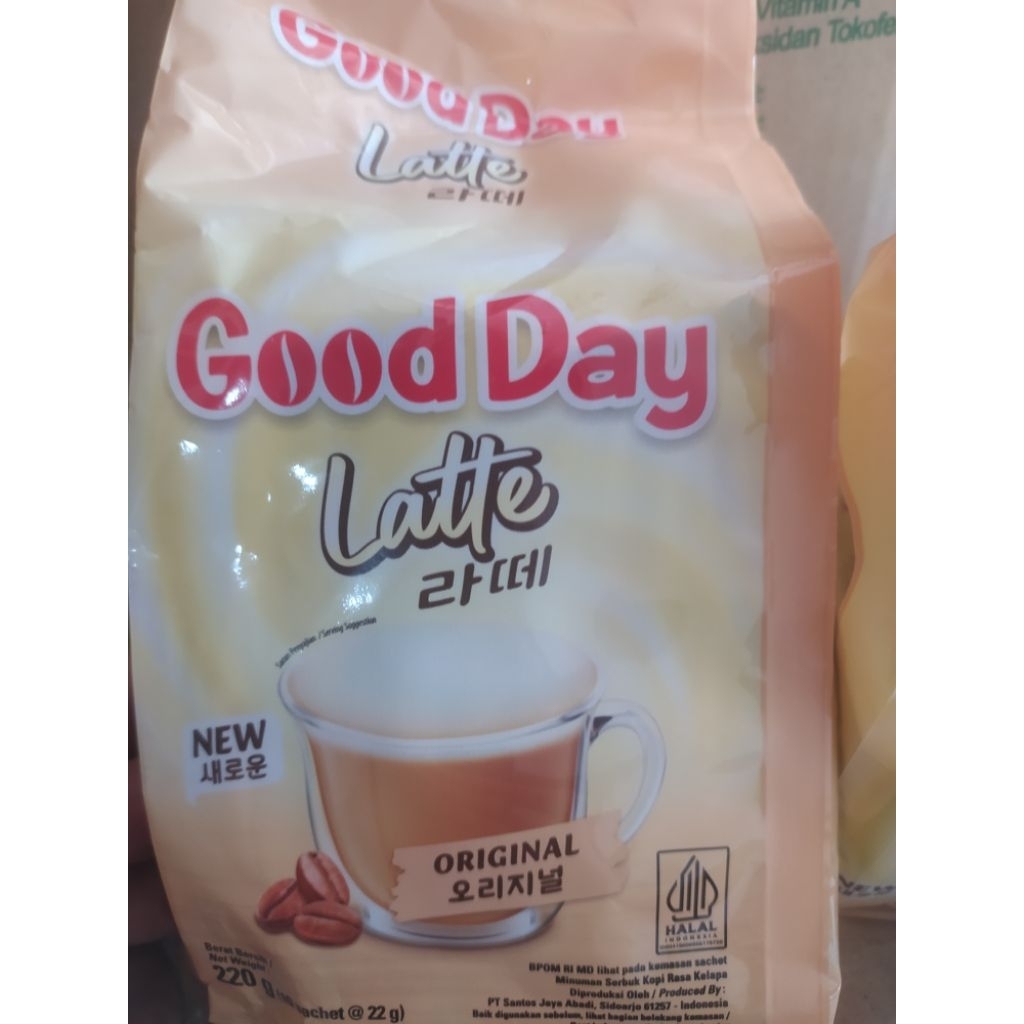 Vitamin A
Good Day
Latte
라떼
Good Day
Latte
라떼
Saran Penyajian / Serving Suggestion
NEW
새로운
ORIGINAL
오리지널
HALAL
INDONESIA
Berat Bersih /
Net Weight
220 g
@ 22 g)
BPOM RI MD lihat pada kemasan sachet
Minuman Serbuk Kopi Rasa Kelapa
Diproduksi Oleh / Produced By :
PT Santos Jaya Abadi, Sidoarjo 61257 - Indonesia
Baik digunakan sebelum, lihat bagian belakang kemasan /